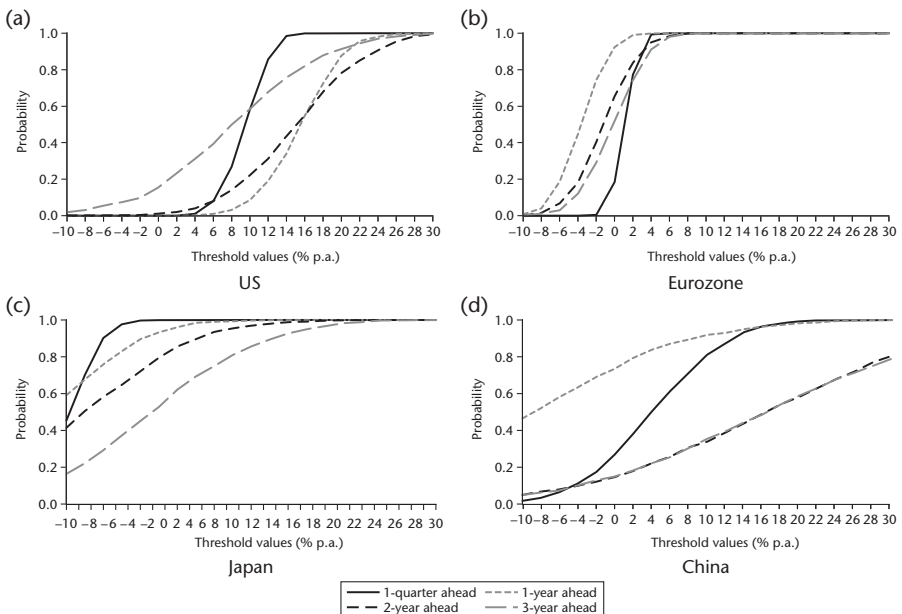 (a)
1.0
0.8
0.6
0.4
0.2
0.0
Probability
–10 –8 –6 –4 –2 0 2 4 6 8 10 12 14 16 18 20 22 24 26 28 30
Threshold values (% p.a.)
US
(b)
1.0
0.8
0.6
0.4
0.2
0.0
Probability
–10 –8 –6 –4 –2 0 2 4 6 8 10 12 14 16 18 20 22 24 26 28 30
Threshold values (% p.a.)
Eurozone
(c)
1.0
0.8
0.6
0.4
0.2
0.0
Probability
–10 –8 –6 –4 –2 0 2 4 6 8 10 12 14 16 18 20 22 24 26 28 30
Threshold values (% p.a.)
Japan
(d)
1.0
0.8
0.6
0.4
0.2
0.0
Probability
–10 –8 –6 –4 –2 0 2 4 6 8 10 12 14 16 18 20 22 24 26 28 30
Threshold values (% p.a.)
China
1-quarter ahead 1-year ahead
2-year ahead 3-year ahead